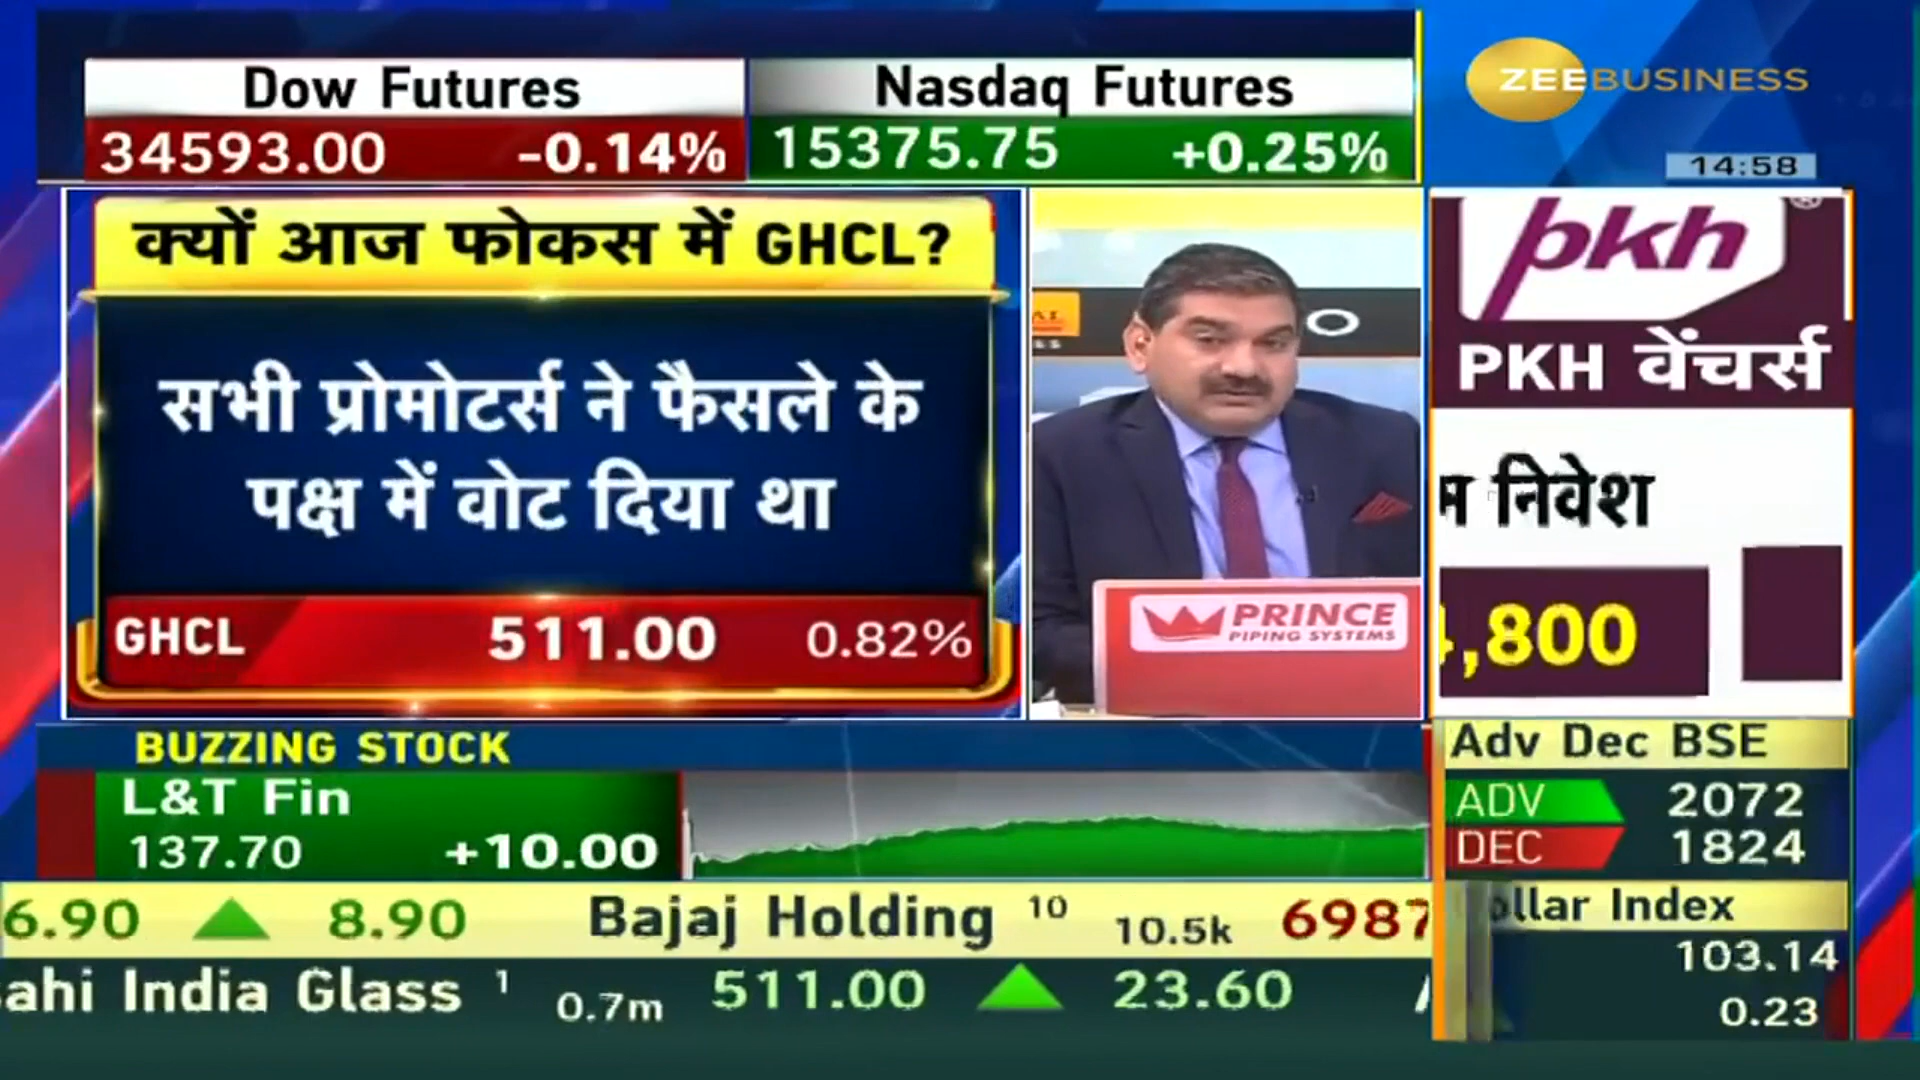 Dow Futures
34593.00 -0.14%
Nasdaq Futures
15375.75 +0.25%
ZEEBUSINESS
14:58
क्यों आज फोकस में GHCL?
सभी प्रोमोटर्स ने फैसले के
पक्ष में वोट दिया था
GHCL 511.00 0.82%
PRINCE
PIPING SYSTEMS
pkh
PKH वेंचर्स
निवेश
,800
BUZZING STOCK
L&T Fin
137.70 +10.00
Adv Dec BSE
ADV 2072
DEC 1824
ollar Index
103.14
0.23
6.90 ▲ 8.90 Bajaj Holding 10 10.5k 6987
ahi India Glass 1 0.7m 511.00 ▲ 23.60